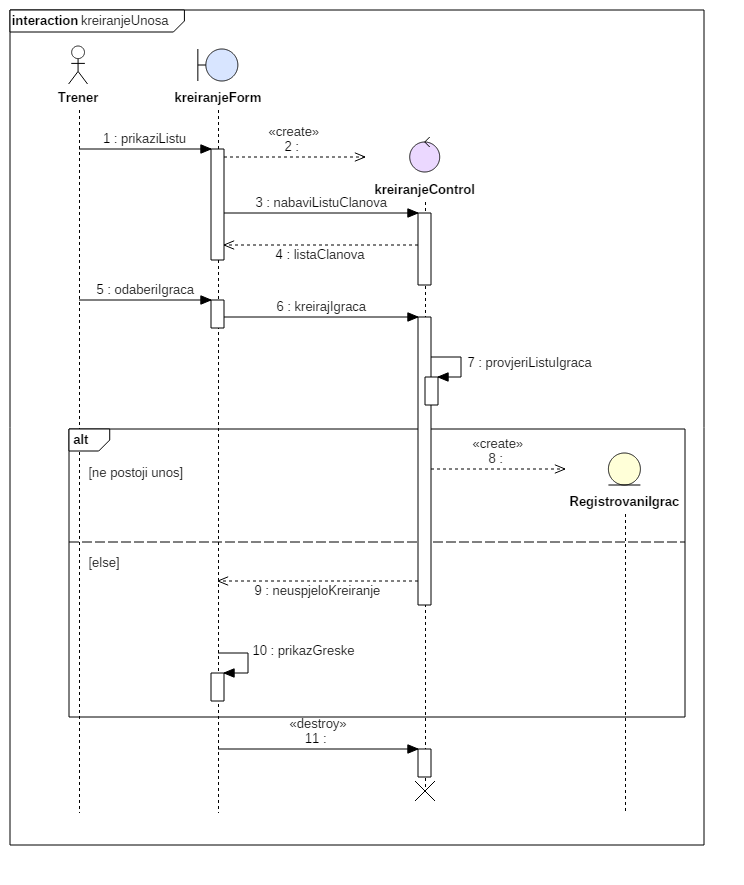 interaction kreiranjeUnosa
Trener
kreiranjeForm
1 : prikaziListu
«create»
2 :
kreiranjeControl
3 : nabaviListuClanova
4 : listaClanova
5 : odaberiIgraca
6 : kreirajIgraca
7 : provjeriListuIgraca
alt
«create»
8 :
[ne postoji unos]
RegistrovaniIgrac
[else]
9 : neuspjeloKreiranje
10 : prikazGreske
«destroy»
11 :